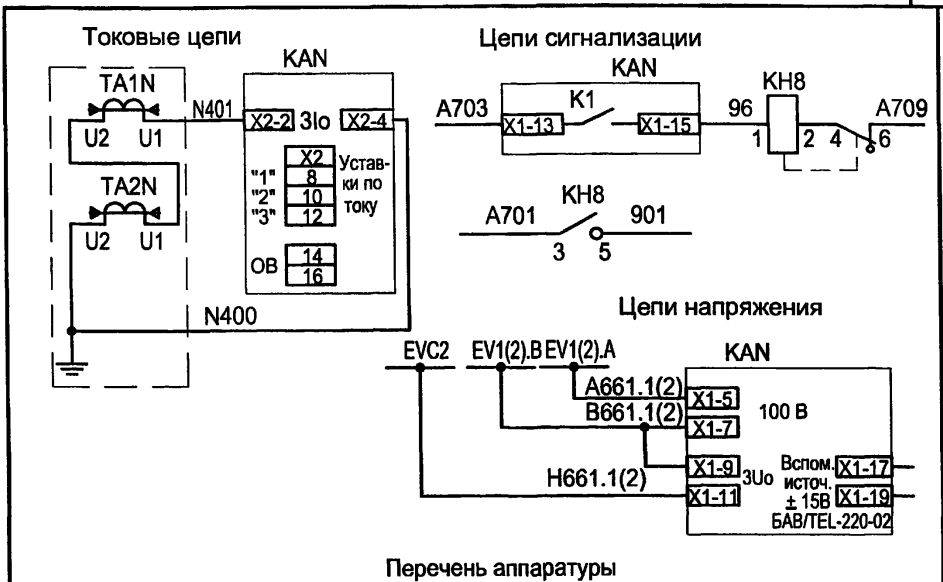 Токовые цепи
TA1N
U2 U1
N401
KAN
X2-2 3Io X2-4
X2
"1" 8
"2" 10
"3" 12
Устав-
ки по
току
ОВ 14
16
TA2N
U2 U1
N400
Цепи сигнализации
KAN
A703
X1-13
K1
X1-15
96
KH8
1 2 4 6
A709
A701
KH8
901
3 5
Цепи напряжения
EVC2 EV1(2).B EV1(2).A
KAN
A661.1(2)
X1-5
100 В
B661.1(2)
X1-7
X1-9
3Uo
H661.1(2)
X1-11
Вспом.
источ.
± 15В
X1-17
X1-19
БАВ/TEL-220-02
Перечень аппаратуры